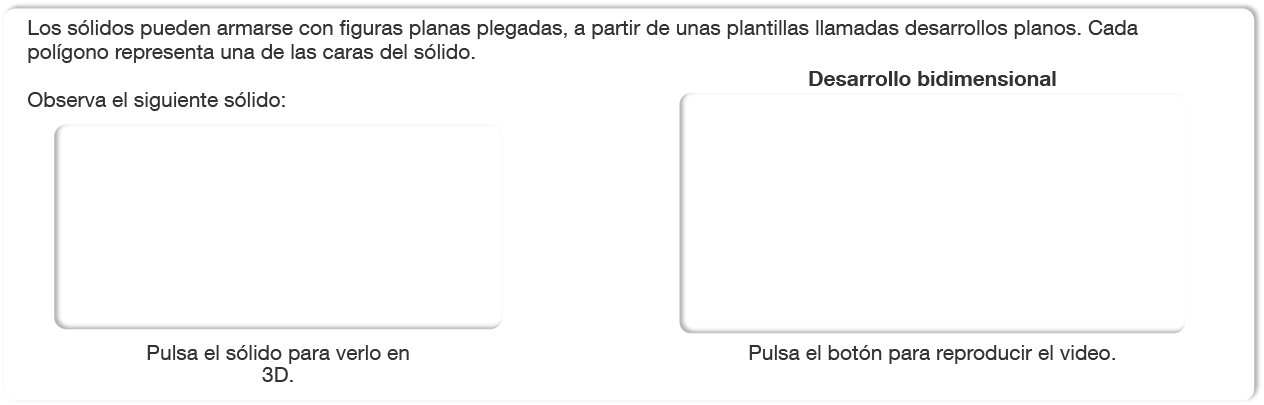 Los sólidos pueden armarse con figuras planas plegadas, a partir de unas plantillas llamadas desarrollos planos. Cada
polígono representa una de las caras del sólido.
Observa el siguiente sólido:
Pulsa el sólido para verlo en
3D.
Desarrollo bidimensional
Pulsa el botón para reproducir el video.